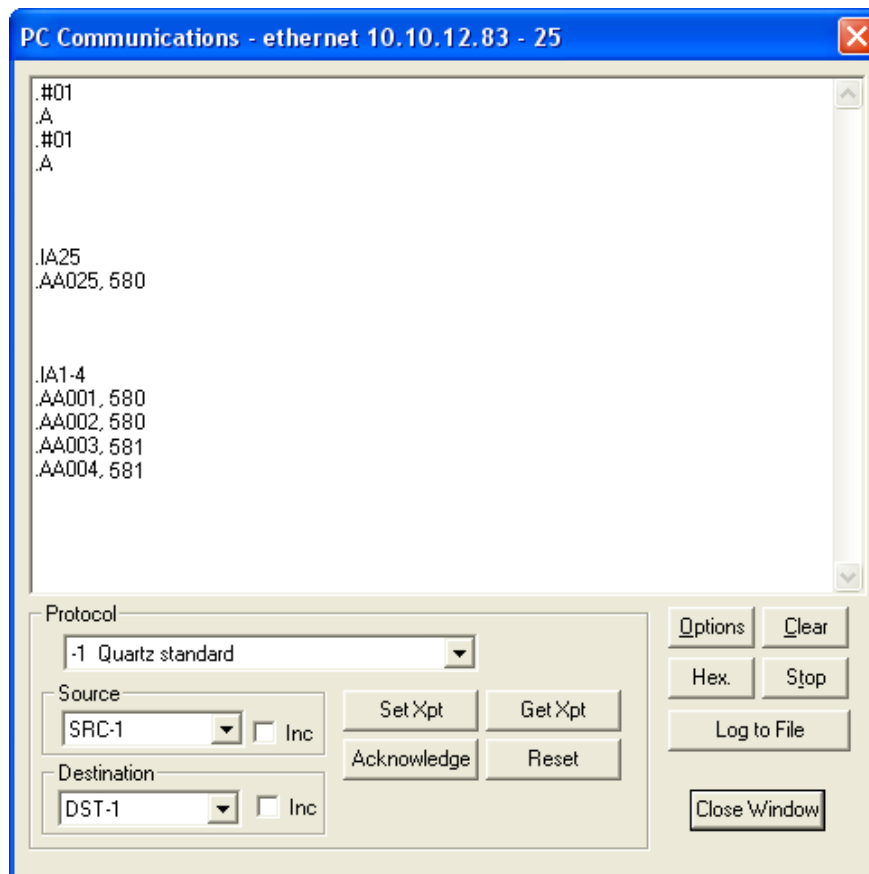 PC Communications - ethernet 10.10.12.83 - 25
.#01
.A
.#01
.A
.IA25
.AA025, 580
.IA1-4
.AA001, 580
.AA002, 580
.AA003, 581
.AA004, 581
Protocol
-1 Quartz standard
Source
SRC-1
Inc
Destination
DST-1
Inc
Set Xpt
Get Xpt
Acknowledge
Reset
Options
Clear
Hex.
Stop
Log to File
Close Window